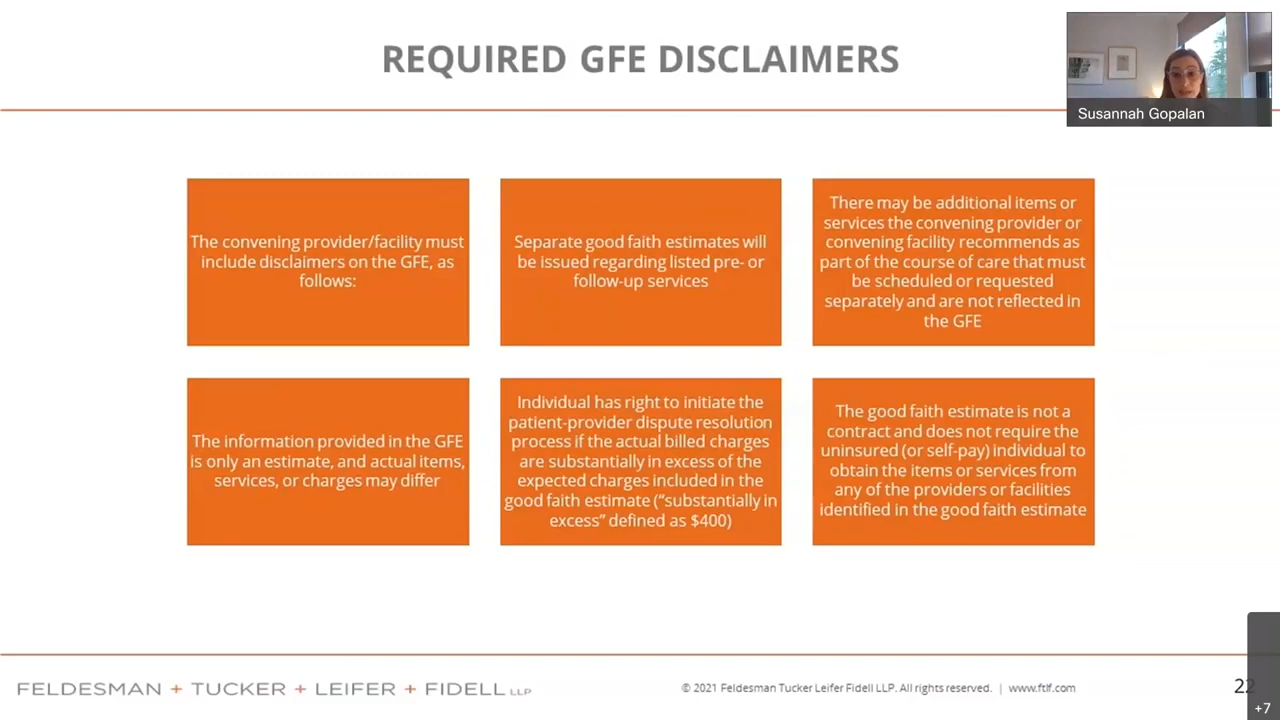 REQUIRED GFE DISCLAIMERS
Susannah Gopalan
The convening provider/facility must
include disclaimers on the GFE, as
follows:
Separate good faith estimates will
be issued regarding listed pre- or
follow-up services
There may be additional items or
services the convening provider or
convening facility recommends as
part of the course of care that must
be scheduled or requested
separately and are not reflected in
the GFE
The information provided in the GFE
is only an estimate, and actual items,
services, or charges may differ
Individual has right to initiate the
patient-provider dispute resolution
process if the actual billed charges
are substantially in excess of the
expected charges included in the
good faith estimate (“substantially in
excess” defined as $400)
The good faith estimate is not a
contract and does not require the
uninsured (or self-pay) individual to
obtain the items or services from
any of the providers or facilities
identified in the good faith estimate
FELDESMAN + TUCKER + LEIFER + FIDELL LLP
© 2021 Feldesman Tucker Leifer Fidell LLP. All rights reserved. | www.ftlf.com
22
+7